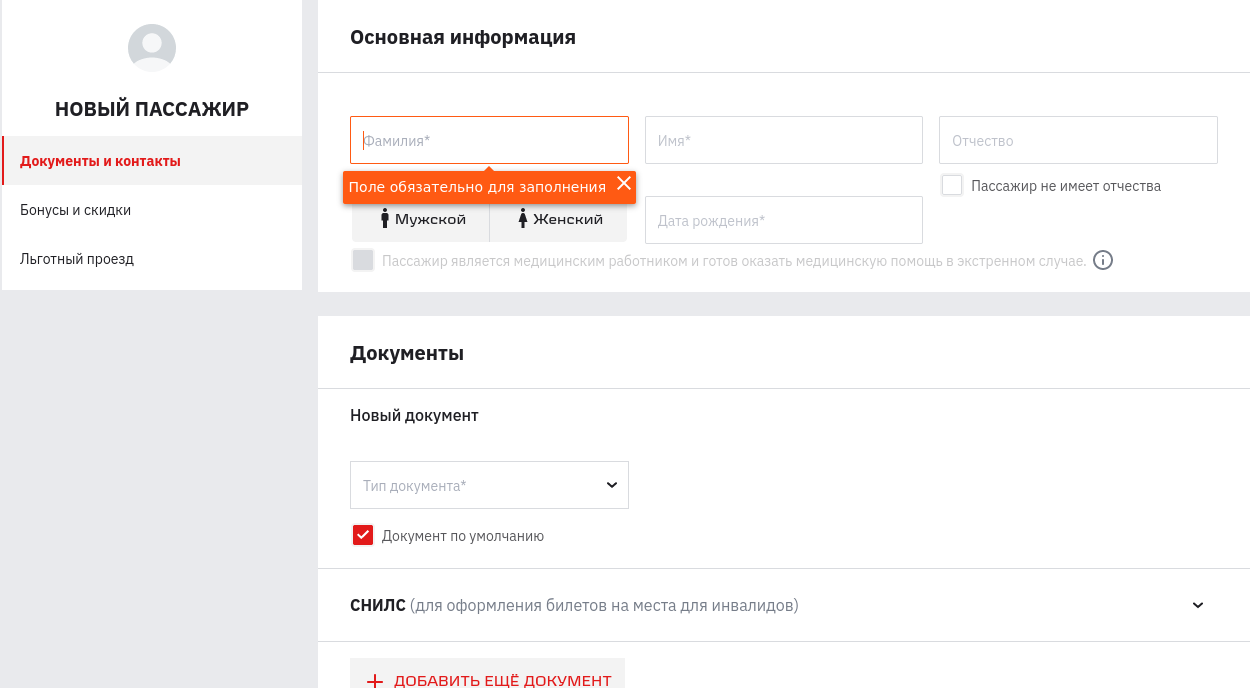 НОВЫЙ ПАССАЖИР
Документы и контакты
Бонусы и скидки
Льготный проезд
Основная информация
Фамилия*
Имя*
Отчество
Поле обязательно для заполнения
Пассажир не имеет отчества
Мужской
Женский
Дата рождения*
Пассажир является медицинским работником и готов оказать медицинскую помощь в экстренном случае.
Документы
Новый документ
Тип документа*
Документ по умолчанию
СНИЛС (для оформления билетов на места для инвалидов)
ДОБАВИТЬ ЕЩЁ ДОКУМЕНТ